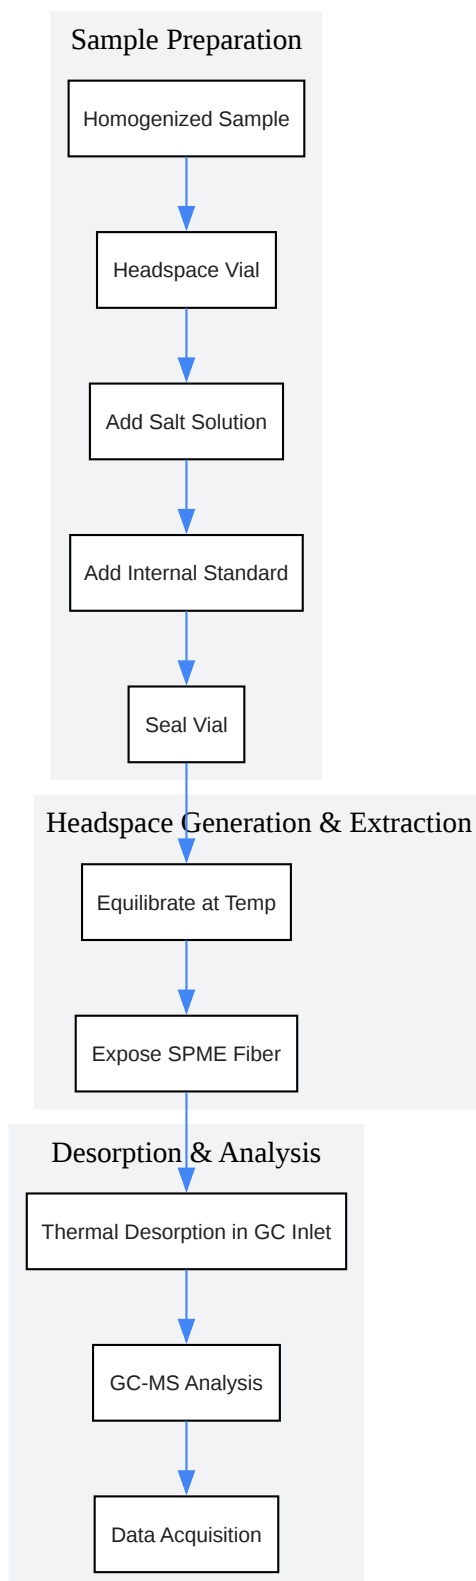 Sample Preparation
Homogenized Sample
Headspace Vial
Add Salt Solution
Add Internal Standard
Seal Vial
Headspace Generation & Extraction
Equilibrate at Temp
Expose SPME Fiber
Desorption & Analysis
Thermal Desorption in GC Inlet
GC-MS Analysis
Data Acquisition